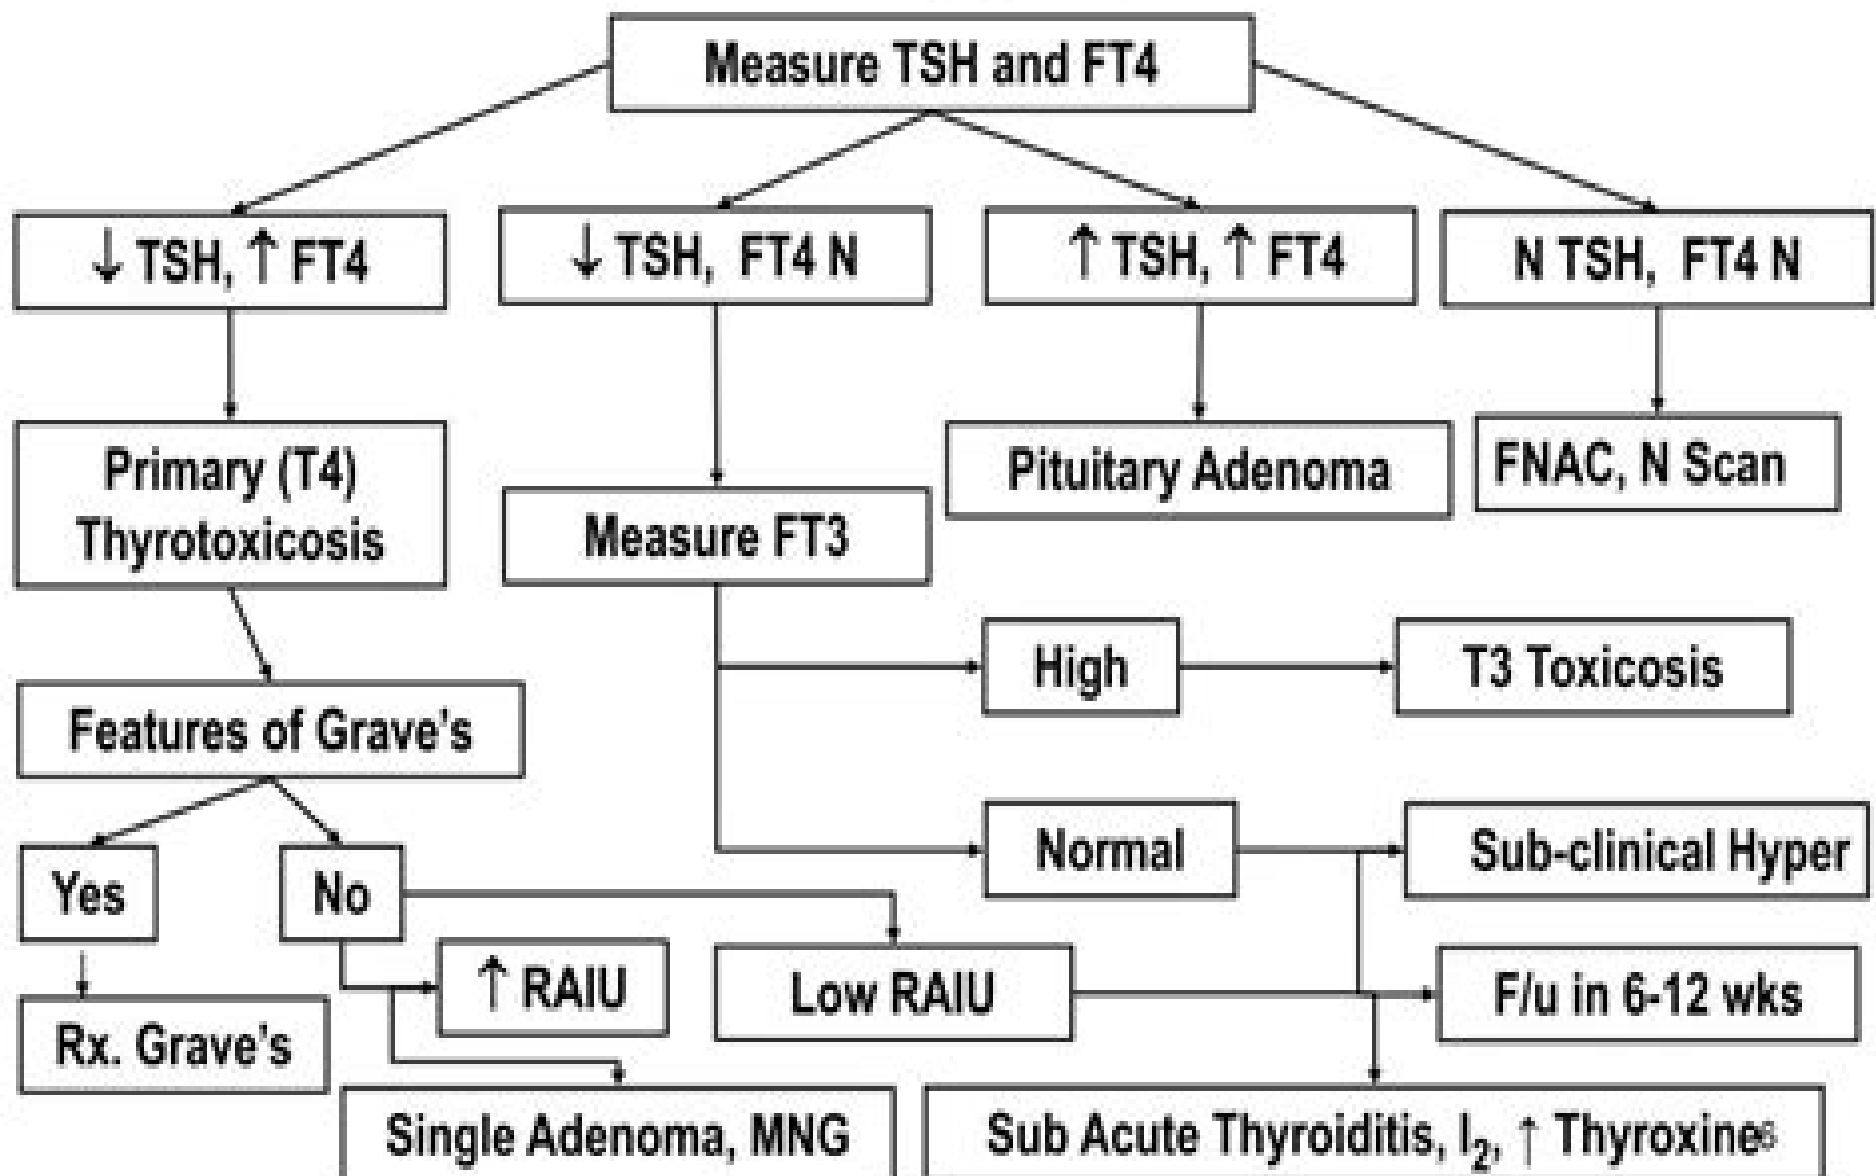 Measure TSH and FT4
↓ TSH, ↑ FT4
↓ TSH, FT4 N
↑ TSH, ↑ FT4
N TSH, FT4 N
Primary (T4)
Thyrotoxicosis
Measure FT3
Pituitary Adenoma
FNAC, N Scan
High
T3 Toxicosis
Features of Grave's
Normal
Sub-clinical Hyper
Yes
No
↑ RAIU
Low RAIU
F/u in 6-12 wks
Rx. Grave's
Single Adenoma, MNG
Sub Acute Thyroiditis, I₂, ↑ Thyroxine